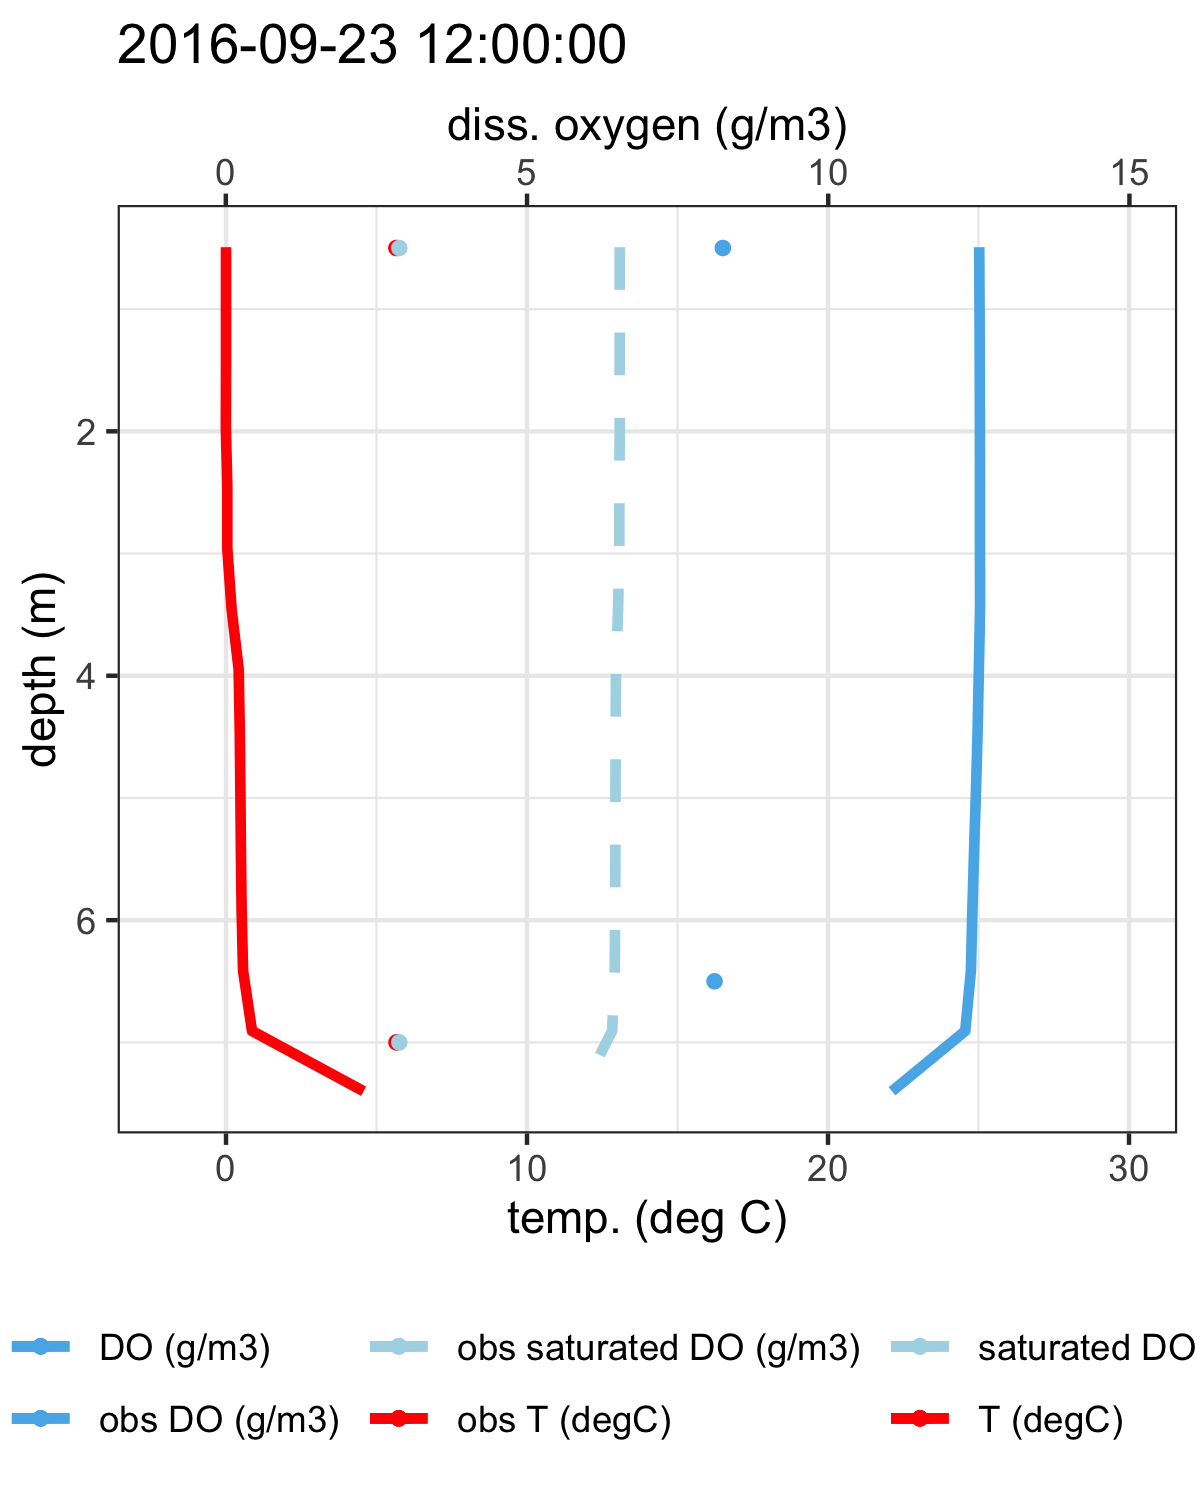 2016-09-23 12:00:00
diss. oxygen (g/m3)
0 5 10 15
depth (m)
2
4
6
0 10 20 30
temp. (deg C)
DO (g/m3) obs saturated DO (g/m3) saturated DO
obs DO (g/m3) obs T (degC) T (degC)